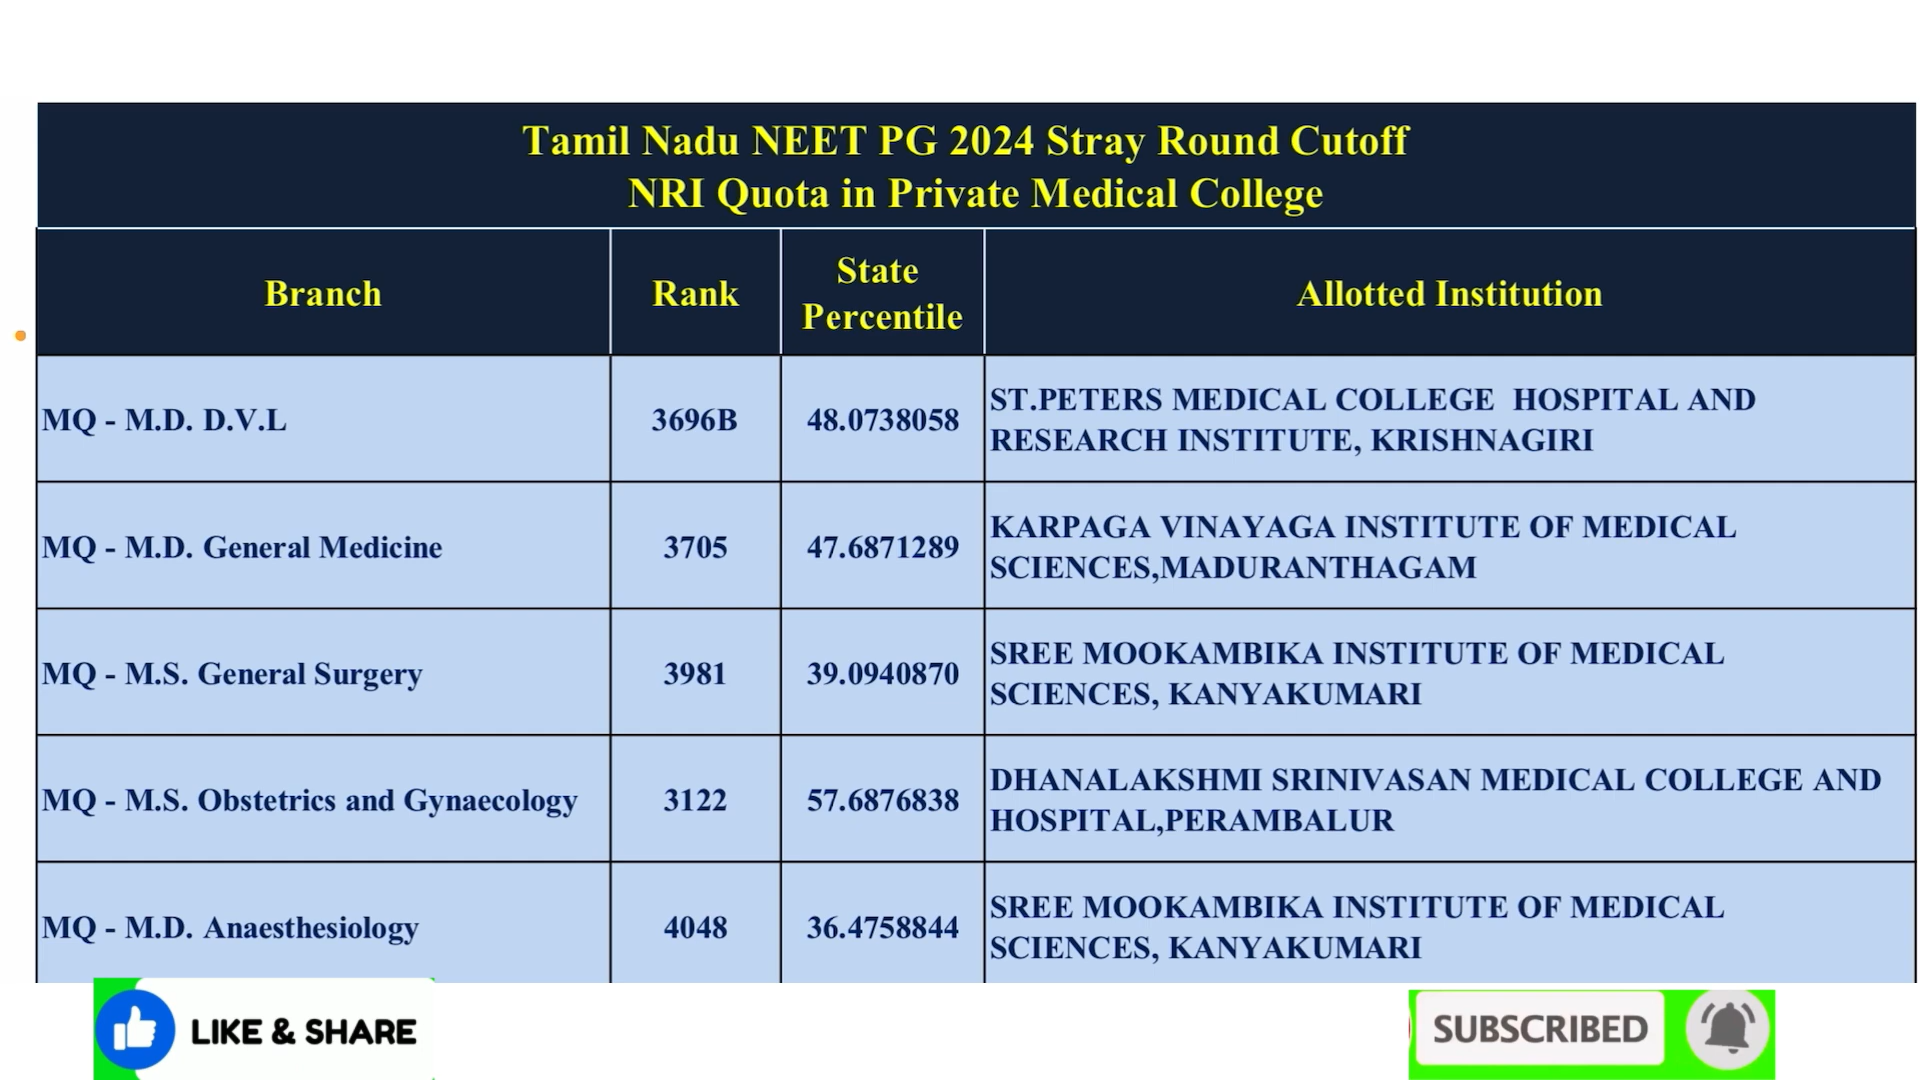 Tamil Nadu NEET PG 2024 Stray Round Cutoff
NRI Quota in Private Medical College
Branch Rank State Percentile Allotted Institution
MQ - M.D. D.V.L 3696B 48.0738058 ST.PETERS MEDICAL COLLEGE HOSPITAL AND
RESEARCH INSTITUTE, KRISHNAGIRI
MQ - M.D. General Medicine 3705 47.6871289 KARPAGA VINAYAGA INSTITUTE OF MEDICAL
SCIENCES,MADURANTHAGAM
MQ - M.S. General Surgery 3981 39.0940870 SREE MOOKAMBIKA INSTITUTE OF MEDICAL
SCIENCES, KANYAKUMARI
MQ - M.S. Obstetrics and Gynaecology 3122 57.6876838 DHANALAKSHMI SRINIVASAN MEDICAL COLLEGE AND
HOSPITAL,PERAMBALUR
MQ - M.D. Anaesthesiology 4048 36.4758844 SREE MOOKAMBIKA INSTITUTE OF MEDICAL
SCIENCES, KANYAKUMARI
LIKE & SHARE
SUBSCRIBED